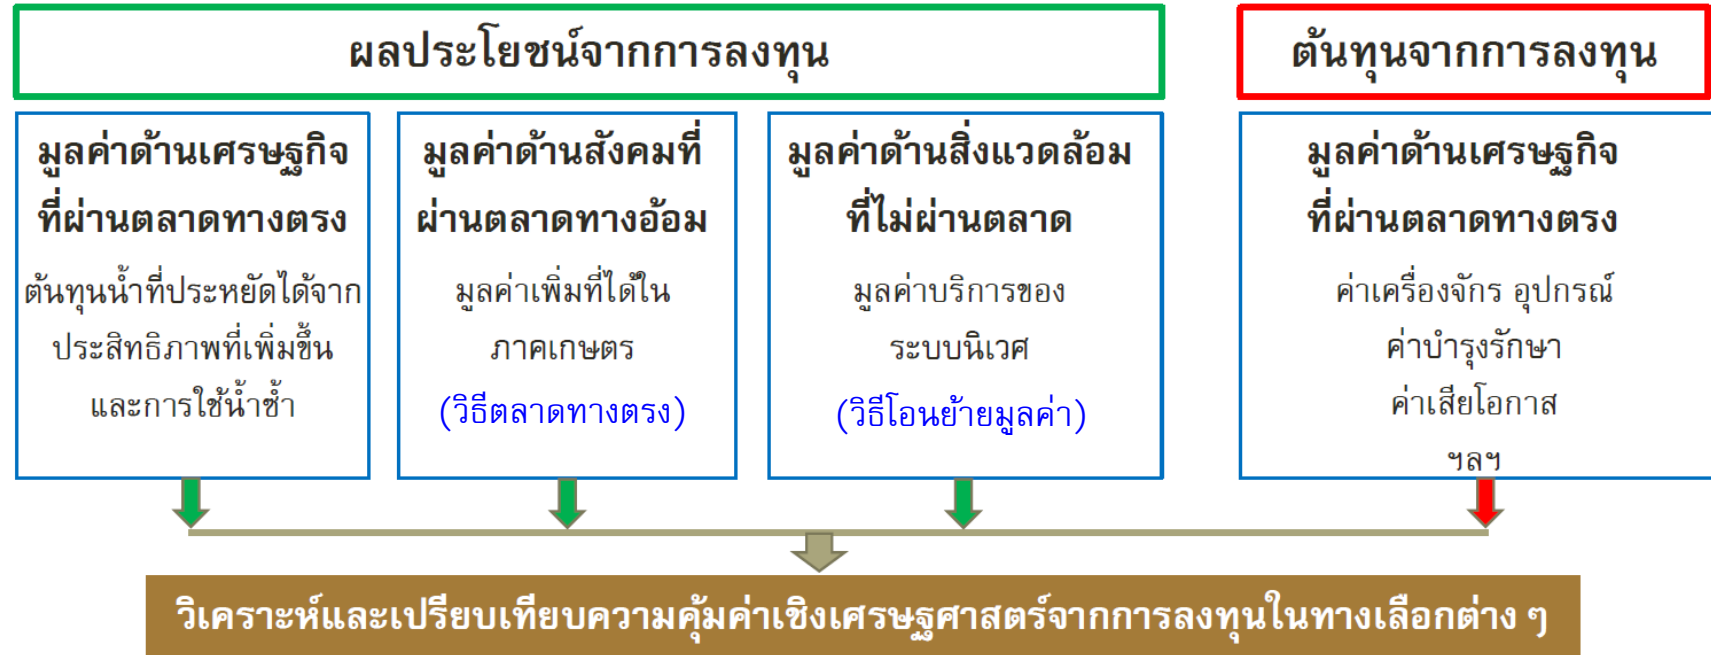 ผลประโยชน์จากการลงทุน
ต้นทุนจากการลงทุน
มูลค่าด้านเศรษฐกิจ
ที่ผ่านตลาดทางตรง
ต้นทุนน้ำที่ประหยัดได้จาก
ประสิทธิภาพที่เพิ่มขึ้น
และการใช้น้ำซ้ำ
มูลค่าด้านสังคมที่
ผ่านตลาดทางอ้อม
มูลค่าเพิ่มที่ได้ใน
ภาคเกษตร
(วิธีตลาดทางตรง)
มูลค่าด้านสิ่งแวดล้อม
ที่ไม่ผ่านตลาด
มูลค่าบริการของ
ระบบนิเวศ
(วิธีโอนย้ายมูลค่า)
มูลค่าด้านเศรษฐกิจ
ที่ผ่านตลาดทางตรง
ค่าเครื่องจักร อุปกรณ์
ค่าบำรุงรักษา
ค่าเสียโอกาส
ฯลฯ
วิเคราะห์และเปรียบเทียบความคุ้มค่าเชิงเศรษฐศาสตร์จากการลงทุนในทางเลือกต่าง ๆ